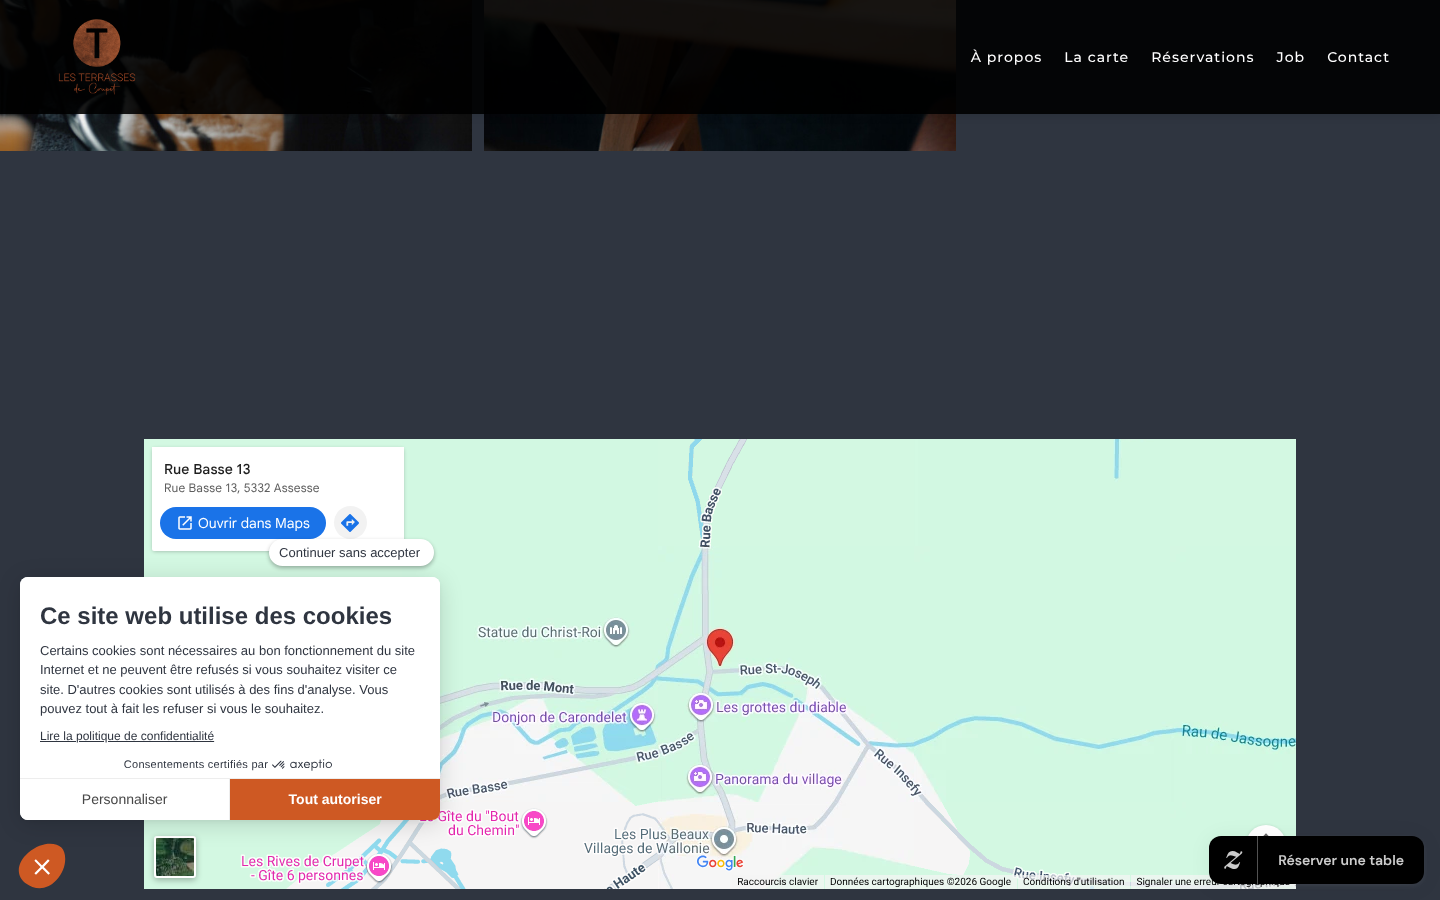 T
LES TERRASSES
de Crupet
À propos
La carte
Réservations
Job
Contact
Rue Basse 13
Rue Basse 13, 5332 Assesse
Ouvrir dans Maps
Continuer sans accepter
Ce site web utilise des cookies
Certains cookies sont nécessaires au bon fonctionnement du site
Internet et ne peuvent être refusés si vous souhaitez visiter ce
site. D'autres cookies sont utilisés à des fins d'analyse. Vous
pouvez tout à fait les refuser si vous le souhaitez.
Lire la politique de confidentialité
Consentements certifiés par axeptio
Personnaliser
Tout autoriser
Rue Basse
Statue du Christ-Roi
Rue de Mont
Rue St-Joseph
Donjon de Carondelet
Les grottes du diable
Rue Basse
Rau de Jassogne
Rue Insefy
Panorama du village
Rue Basse
Gîte du "Bout
du Chemin"
Les Plus Beaux
Villages de Wallonie
Rue Haute
Google
Les Rives de Crupet
- Gîte 6 personnes
Haute
Rue Insefy
Raccourcis clavier
Données cartographiques ©2026 Google
Conditions d'utilisation
Signaler une erreur
Réserver une table